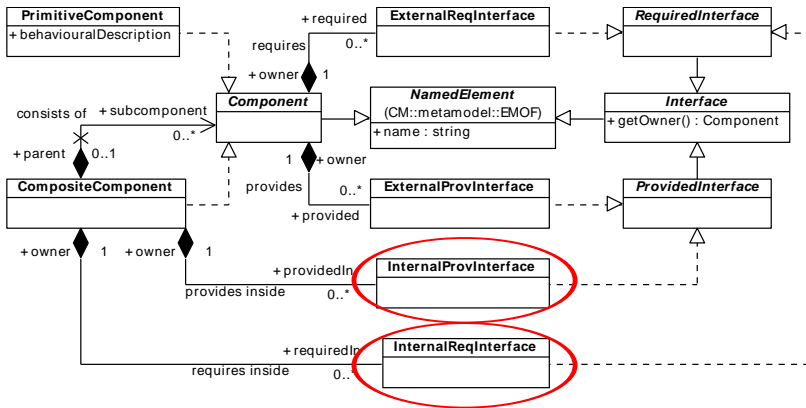 PrimitiveComponent
+ behaviouralDescription
+ required
requires
0..*
+ owner
1
ExternalReqInterface
RequiredInterface
consists of
+ subcomponent
0..*
+ parent
0..1
Component
NamedElement
(CM::metamodel::EMOF)
+ name : string
Interface
+ getOwner() : Component
1
+ owner
provides
0..*
+ provided
CompositeComponent
ExternalProvInterface
ProvidedInterface
+ owner
1
+ owner
1
+ providedIn
provides inside
0..*
InternalProvInterface
+ requiredIn
requires inside
0..*
InternalReqInterface